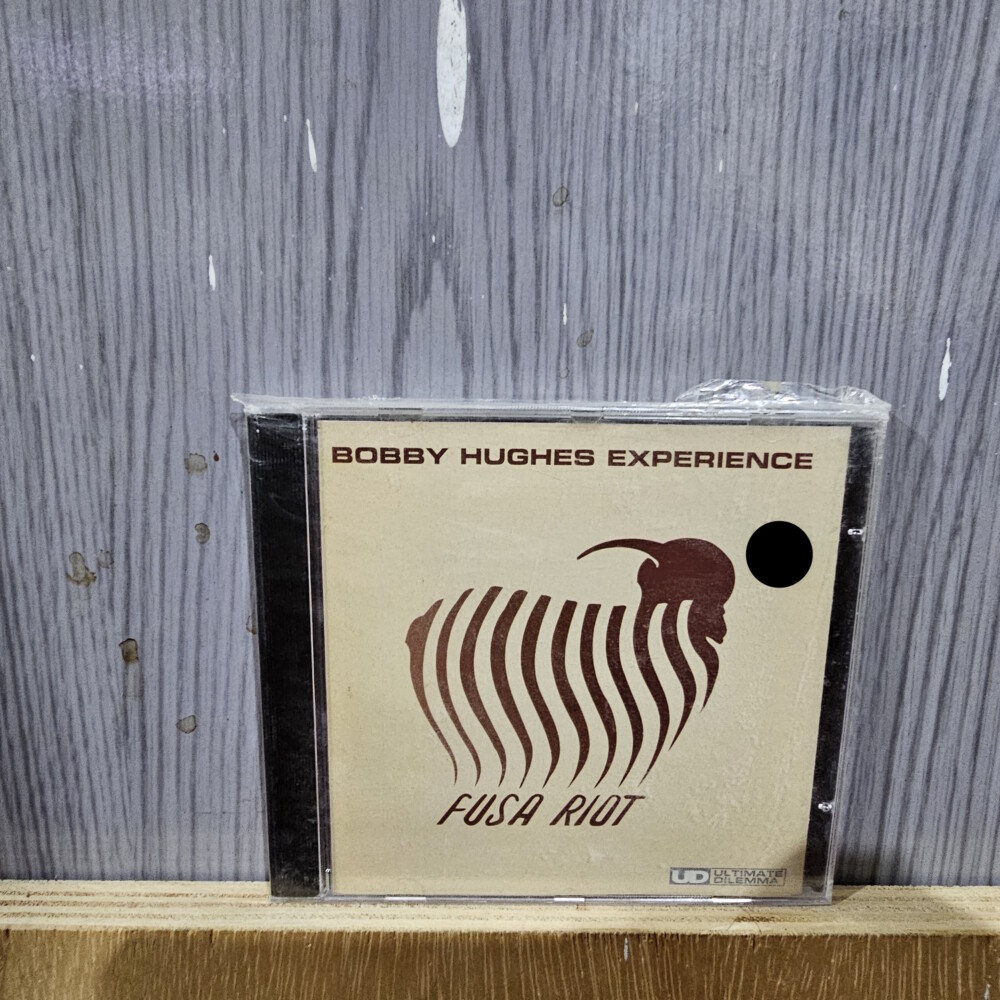 BOBBY HUGHES EXPERIENCE
FUSA RIOT
UD ULTIMATE
DILEMMA